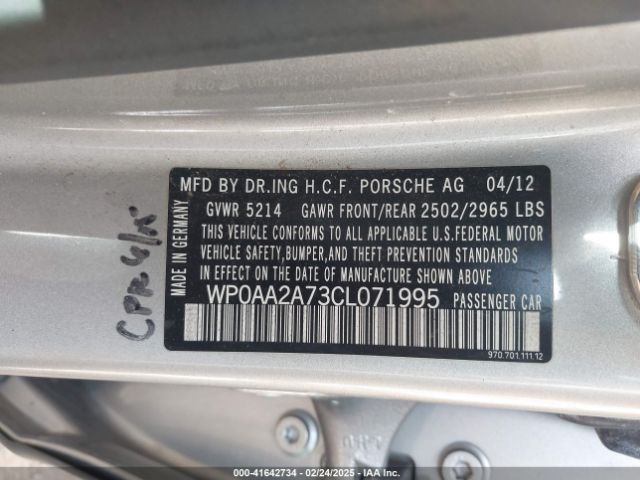 MFD BY DR.ING H.C.F. PORSCHE AG 04/12
GVWR 5214 GAWR FRONT/REAR 2502/2965 LBS
THIS VEHICLE CONFORMS TO ALL APPLICABLE U.S.FEDERAL MOTOR
VEHICLE SAFETY,BUMPER,AND THEFT PREVENTION STANDARDS
IN EFFECT ON DATE OF MANUFACTURE SHOWN ABOVE
WP0AA2A73CL071995 PASSENGER CAR
970.701.111.12
MADE IN GERMANY
CPR
000-41642734 - 02/24/2025 - IAA Inc.